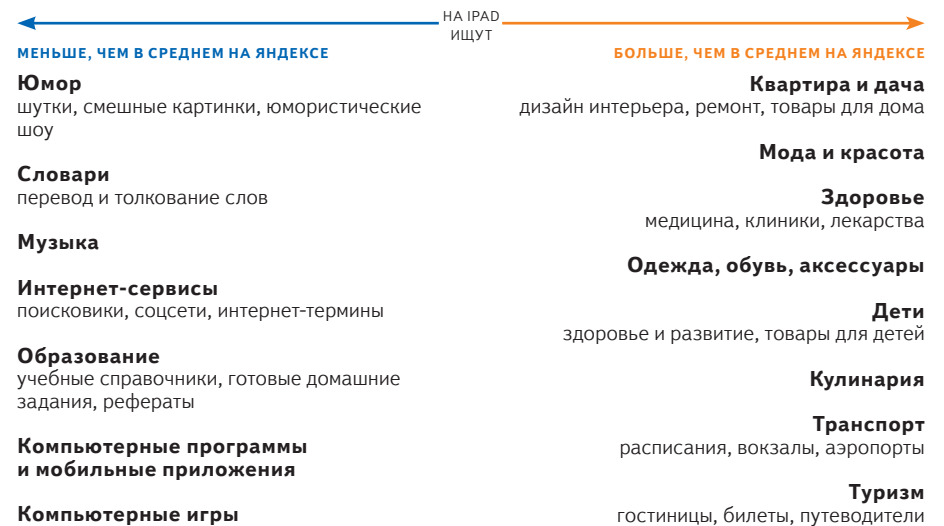 НА IPAD
ИЩУТ
МЕНЬШЕ, ЧЕМ В СРЕДНЕМ НА ЯНДЕКСЕ
Юмор
шутки, смешные картинки, юмористические
шоу
Словари
перевод и толкование слов
Музыка
Интернет-сервисы
поисковики, соцсети, интернет-термины
Образование
учебные справочники, готовые домашние
задания, рефераты
Компьютерные программы
и мобильные приложения
Компьютерные игры
БОЛЬШЕ, ЧЕМ В СРЕДНЕМ НА ЯНДЕКСЕ
Квартира и дача
дизайн интерьера, ремонт, товары для дома
Мода и красота
Здоровье
медицина, клиники, лекарства
Одежда, обувь, аксессуары
Дети
здоровье и развитие, товары для детей
Кулинария
Транспорт
расписания, вокзалы, аэропорты
Туризм
гостиницы, билеты, путеводители